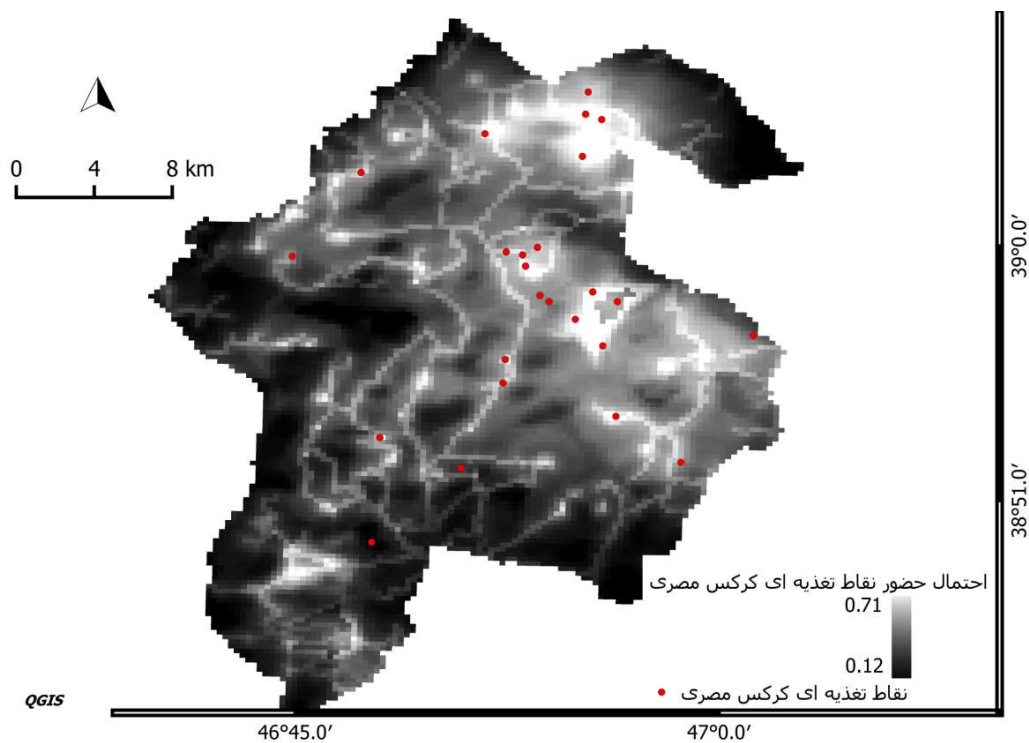 0 4 8 km
39°0.0'
38°51.0'
احتمال حضور نقاط تغذیه ای کرکس مصری
0.71
0.12
نقاط تغذیه ای کرکس مصری
QGIS
46°45.0' 47°0.0'